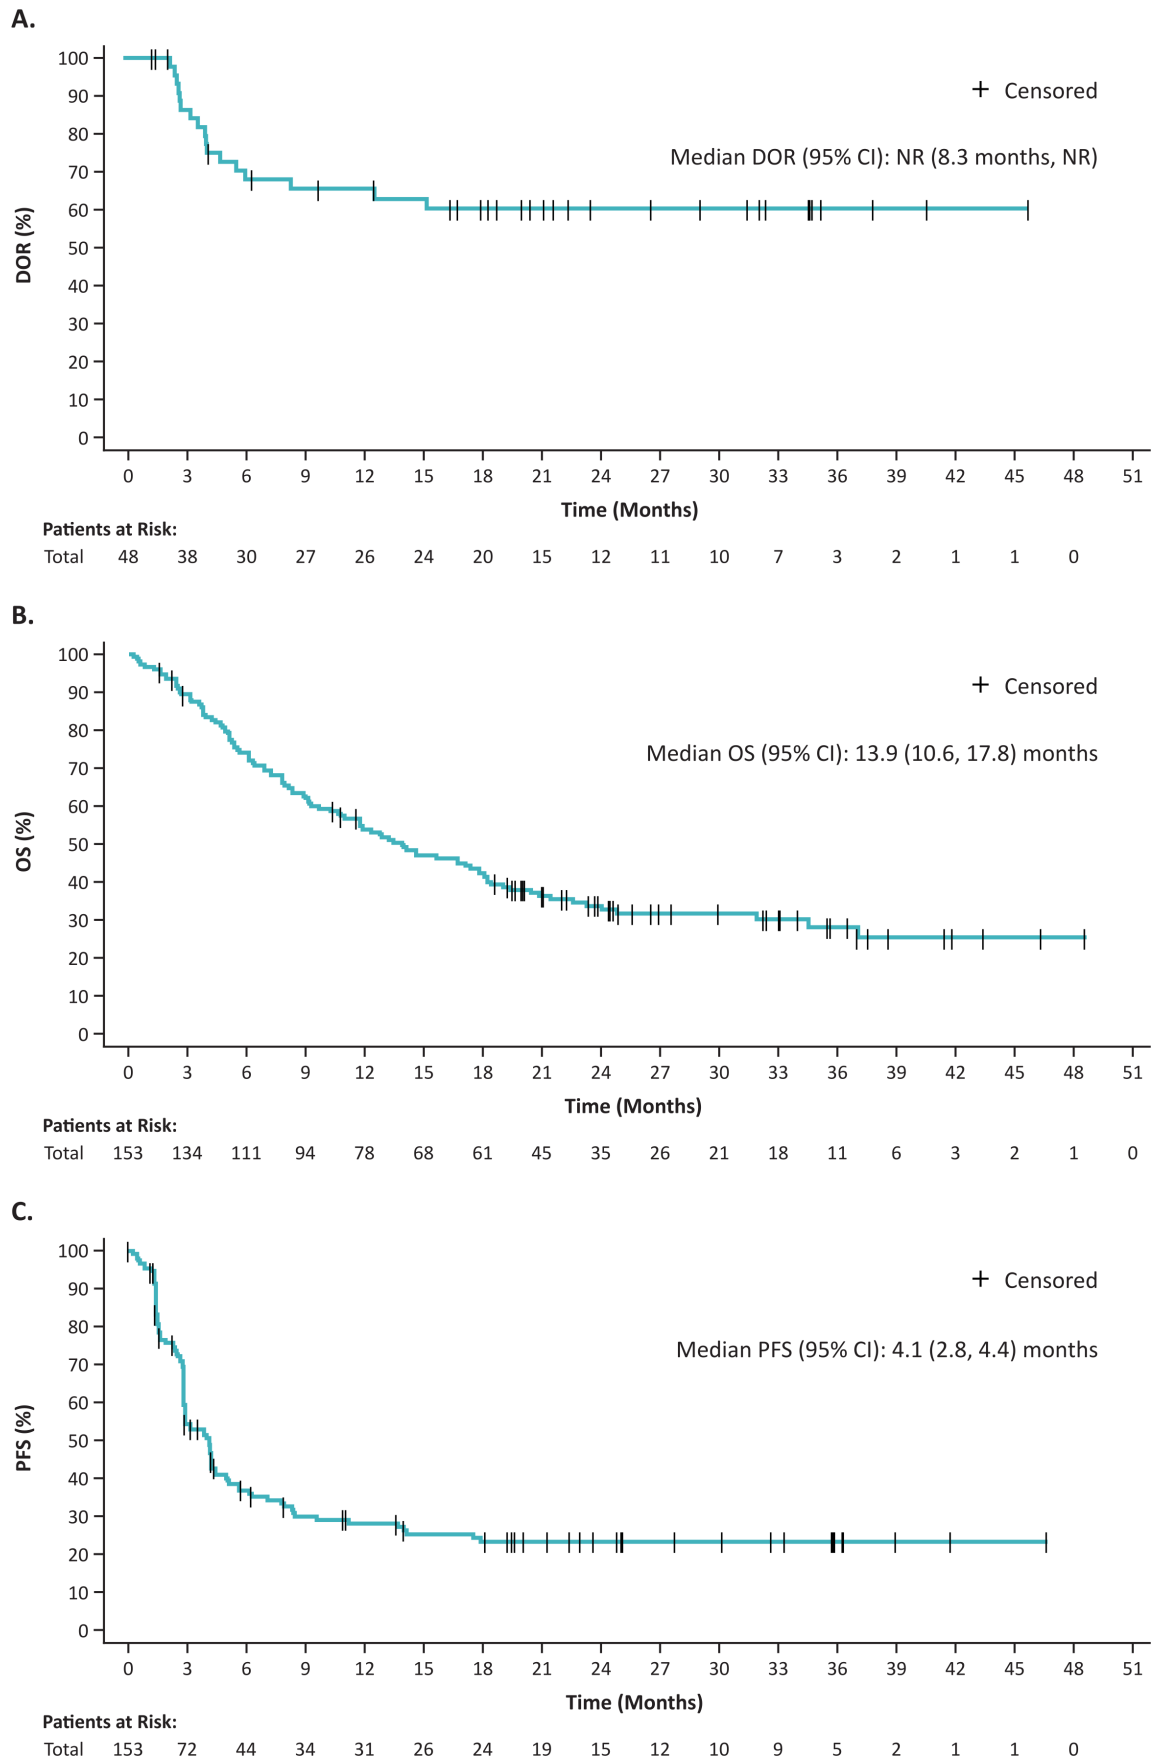 A.
100
90
80
70
60
50
40
30
20
10
0
DOR (%)
+ Censored
Median DOR (95% CI): NR (8.3 months, NR)
0 3 6 9 12 15 18 21 24 27 30 33 36 39 42 45 48 51
Time (Months)
Patients at Risk:
Total 48 38 30 27 26 24 20 15 12 11 10 7 3 2 1 1 0
B.
100
90
80
70
60
50
40
30
20
10
0
OS (%)
+ Censored
Median OS (95% CI): 13.9 (10.6, 17.8) months
0 3 6 9 12 15 18 21 24 27 30 33 36 39 42 45 48 51
Time (Months)
Patients at Risk:
Total 153 134 111 94 78 68 61 45 35 26 21 18 11 6 3 2 1 0
C.
100
90
80
70
60
50
40
30
20
10
0
PFS (%)
+ Censored
Median PFS (95% CI): 4.1 (2.8, 4.4) months
0 3 6 9 12 15 18 21 24 27 30 33 36 39 42 45 48 51
Time (Months)
Patients at Risk:
Total 153 72 44 34 31 26 24 19 15 12 10 9 5 2 1 1 0